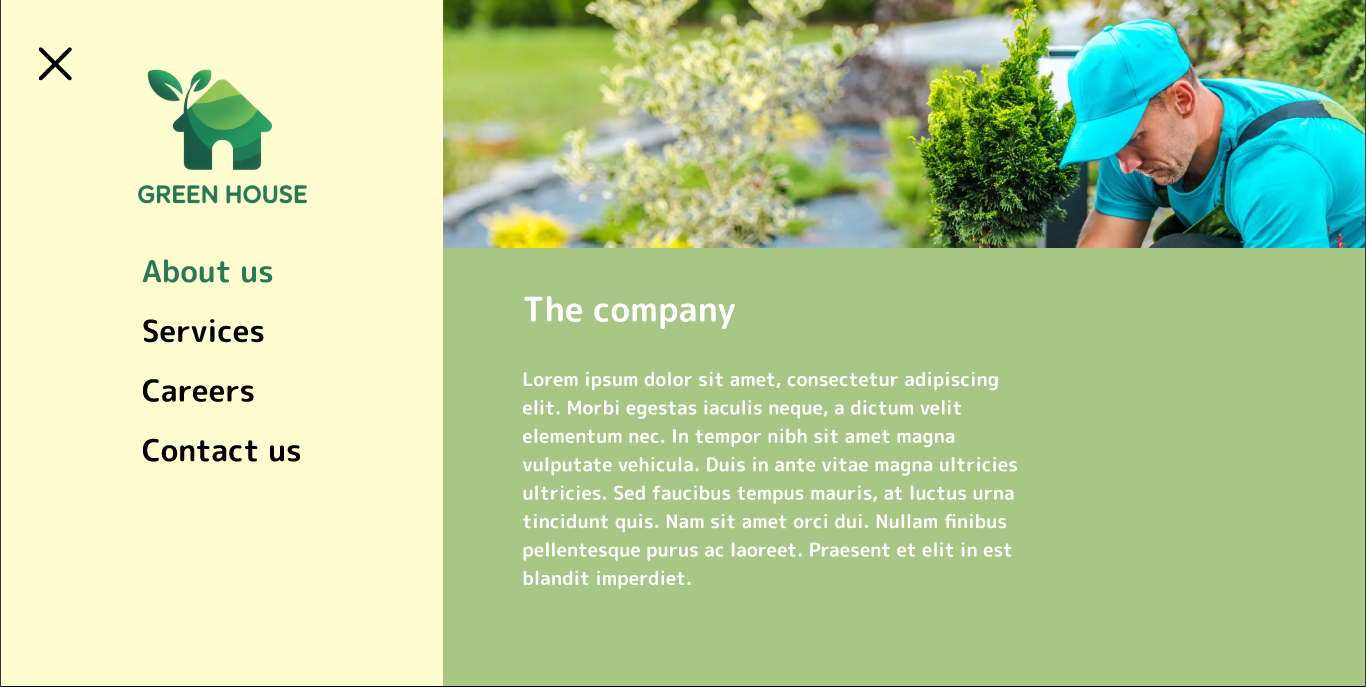 GREEN HOUSE
About us
Services
Careers
Contact us
The company
Lorem ipsum dolor sit amet, consectetur adipiscing
elit. Morbi egestas iaculis neque, a dictum velit
elementum nec. In tempor nibh sit amet magna
vulputate vehicula. Duis in ante vitae magna ultricies
ultricies. Sed faucibus tempus mauris, at luctus urna
tincidunt quis. Nam sit amet orci dui. Nullam finibus
pellentesque purus ac laoreet. Praesent et elit in est
blandit imperdiet.